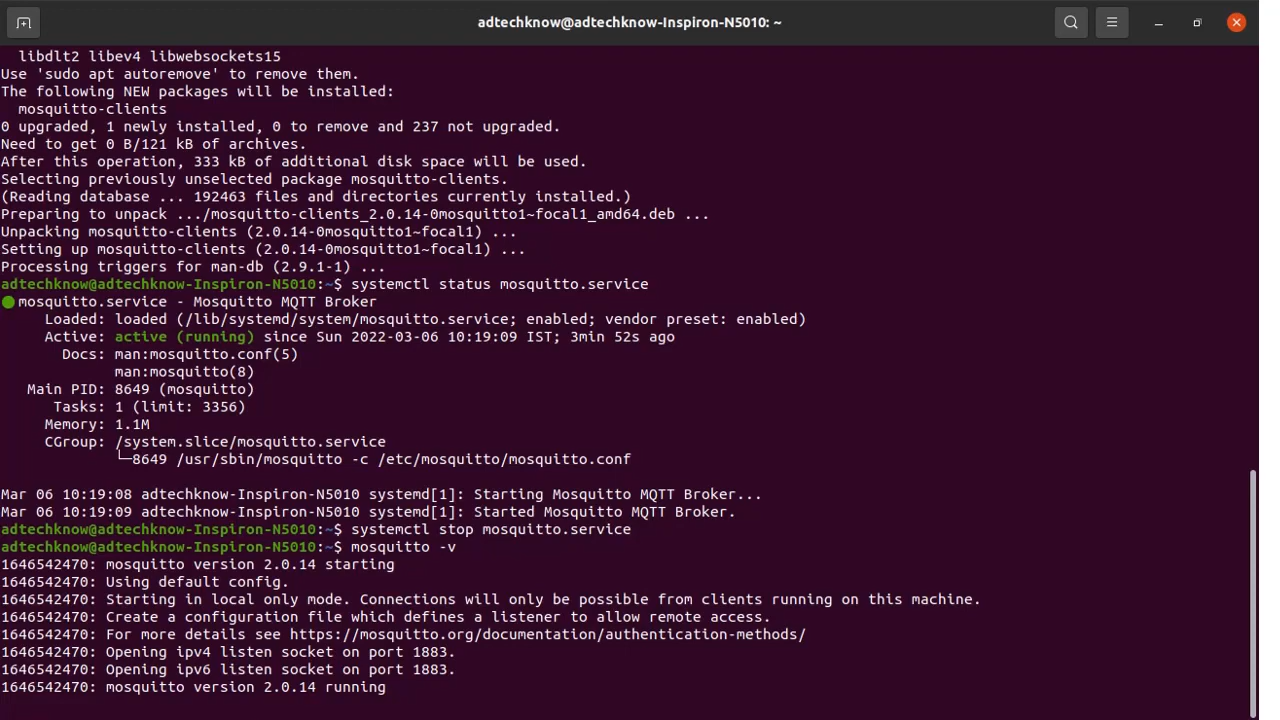 adtechknow@adtechknow-Inspiron-N5010: ~
libdlt2 libev4 libwebsockets15
Use 'sudo apt autoremove' to remove them.
The following NEW packages will be installed:
mosquitto-clients
0 upgraded, 1 newly installed, 0 to remove and 237 not upgraded.
Need to get 0 B/121 kB of archives.
After this operation, 333 kB of additional disk space will be used.
Selecting previously unselected package mosquitto-clients.
(Reading database ... 192463 files and directories currently installed.)
Preparing to unpack .../mosquitto-clients_2.0.14-0mosquitto1~focal1_amd64.deb ...
Unpacking mosquitto-clients (2.0.14-0mosquitto1~focal1) ...
Setting up mosquitto-clients (2.0.14-0mosquitto1~focal1) ...
Processing triggers for man-db (2.9.1-1) ...
adtechknow@adtechknow-Inspiron-N5010:~$ systemctl status mosquitto.service
● mosquitto.service - Mosquitto MQTT Broker
Loaded: loaded (/lib/systemd/system/mosquitto.service; enabled; vendor preset: enabled)
Active: active (running) since Sun 2022-03-06 10:19:09 IST; 3min 52s ago
Docs: man:mosquitto.conf(5)
man:mosquitto(8)
Main PID: 8649 (mosquitto)
Tasks: 1 (limit: 3356)
Memory: 1.1M
CGroup: /system.slice/mosquitto.service
└─8649 /usr/sbin/mosquitto -c /etc/mosquitto/mosquitto.conf
Mar 06 10:19:08 adtechknow-Inspiron-N5010 systemd[1]: Starting Mosquitto MQTT Broker...
Mar 06 10:19:09 adtechknow-Inspiron-N5010 systemd[1]: Started Mosquitto MQTT Broker.
adtechknow@adtechknow-Inspiron-N5010:~$ systemctl stop mosquitto.service
adtechknow@adtechknow-Inspiron-N5010:~$ mosquitto -v
1646542470: mosquitto version 2.0.14 starting
1646542470: Using default config.
1646542470: Starting in local only mode. Connections will only be possible from clients running on this machine.
1646542470: Create a configuration file which defines a listener to allow remote access.
1646542470: For more details see https://mosquitto.org/documentation/authentication-methods/
1646542470: Opening ipv4 listen socket on port 1883.
1646542470: Opening ipv6 listen socket on port 1883.
1646542470: mosquitto version 2.0.14 running